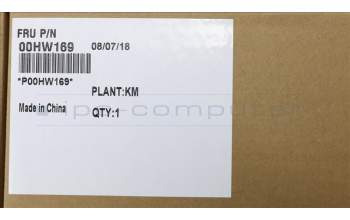 FRU P/N
00HW169 08/07/18
*P00HW169*
PLANT:KM
Made in China
QTY:1